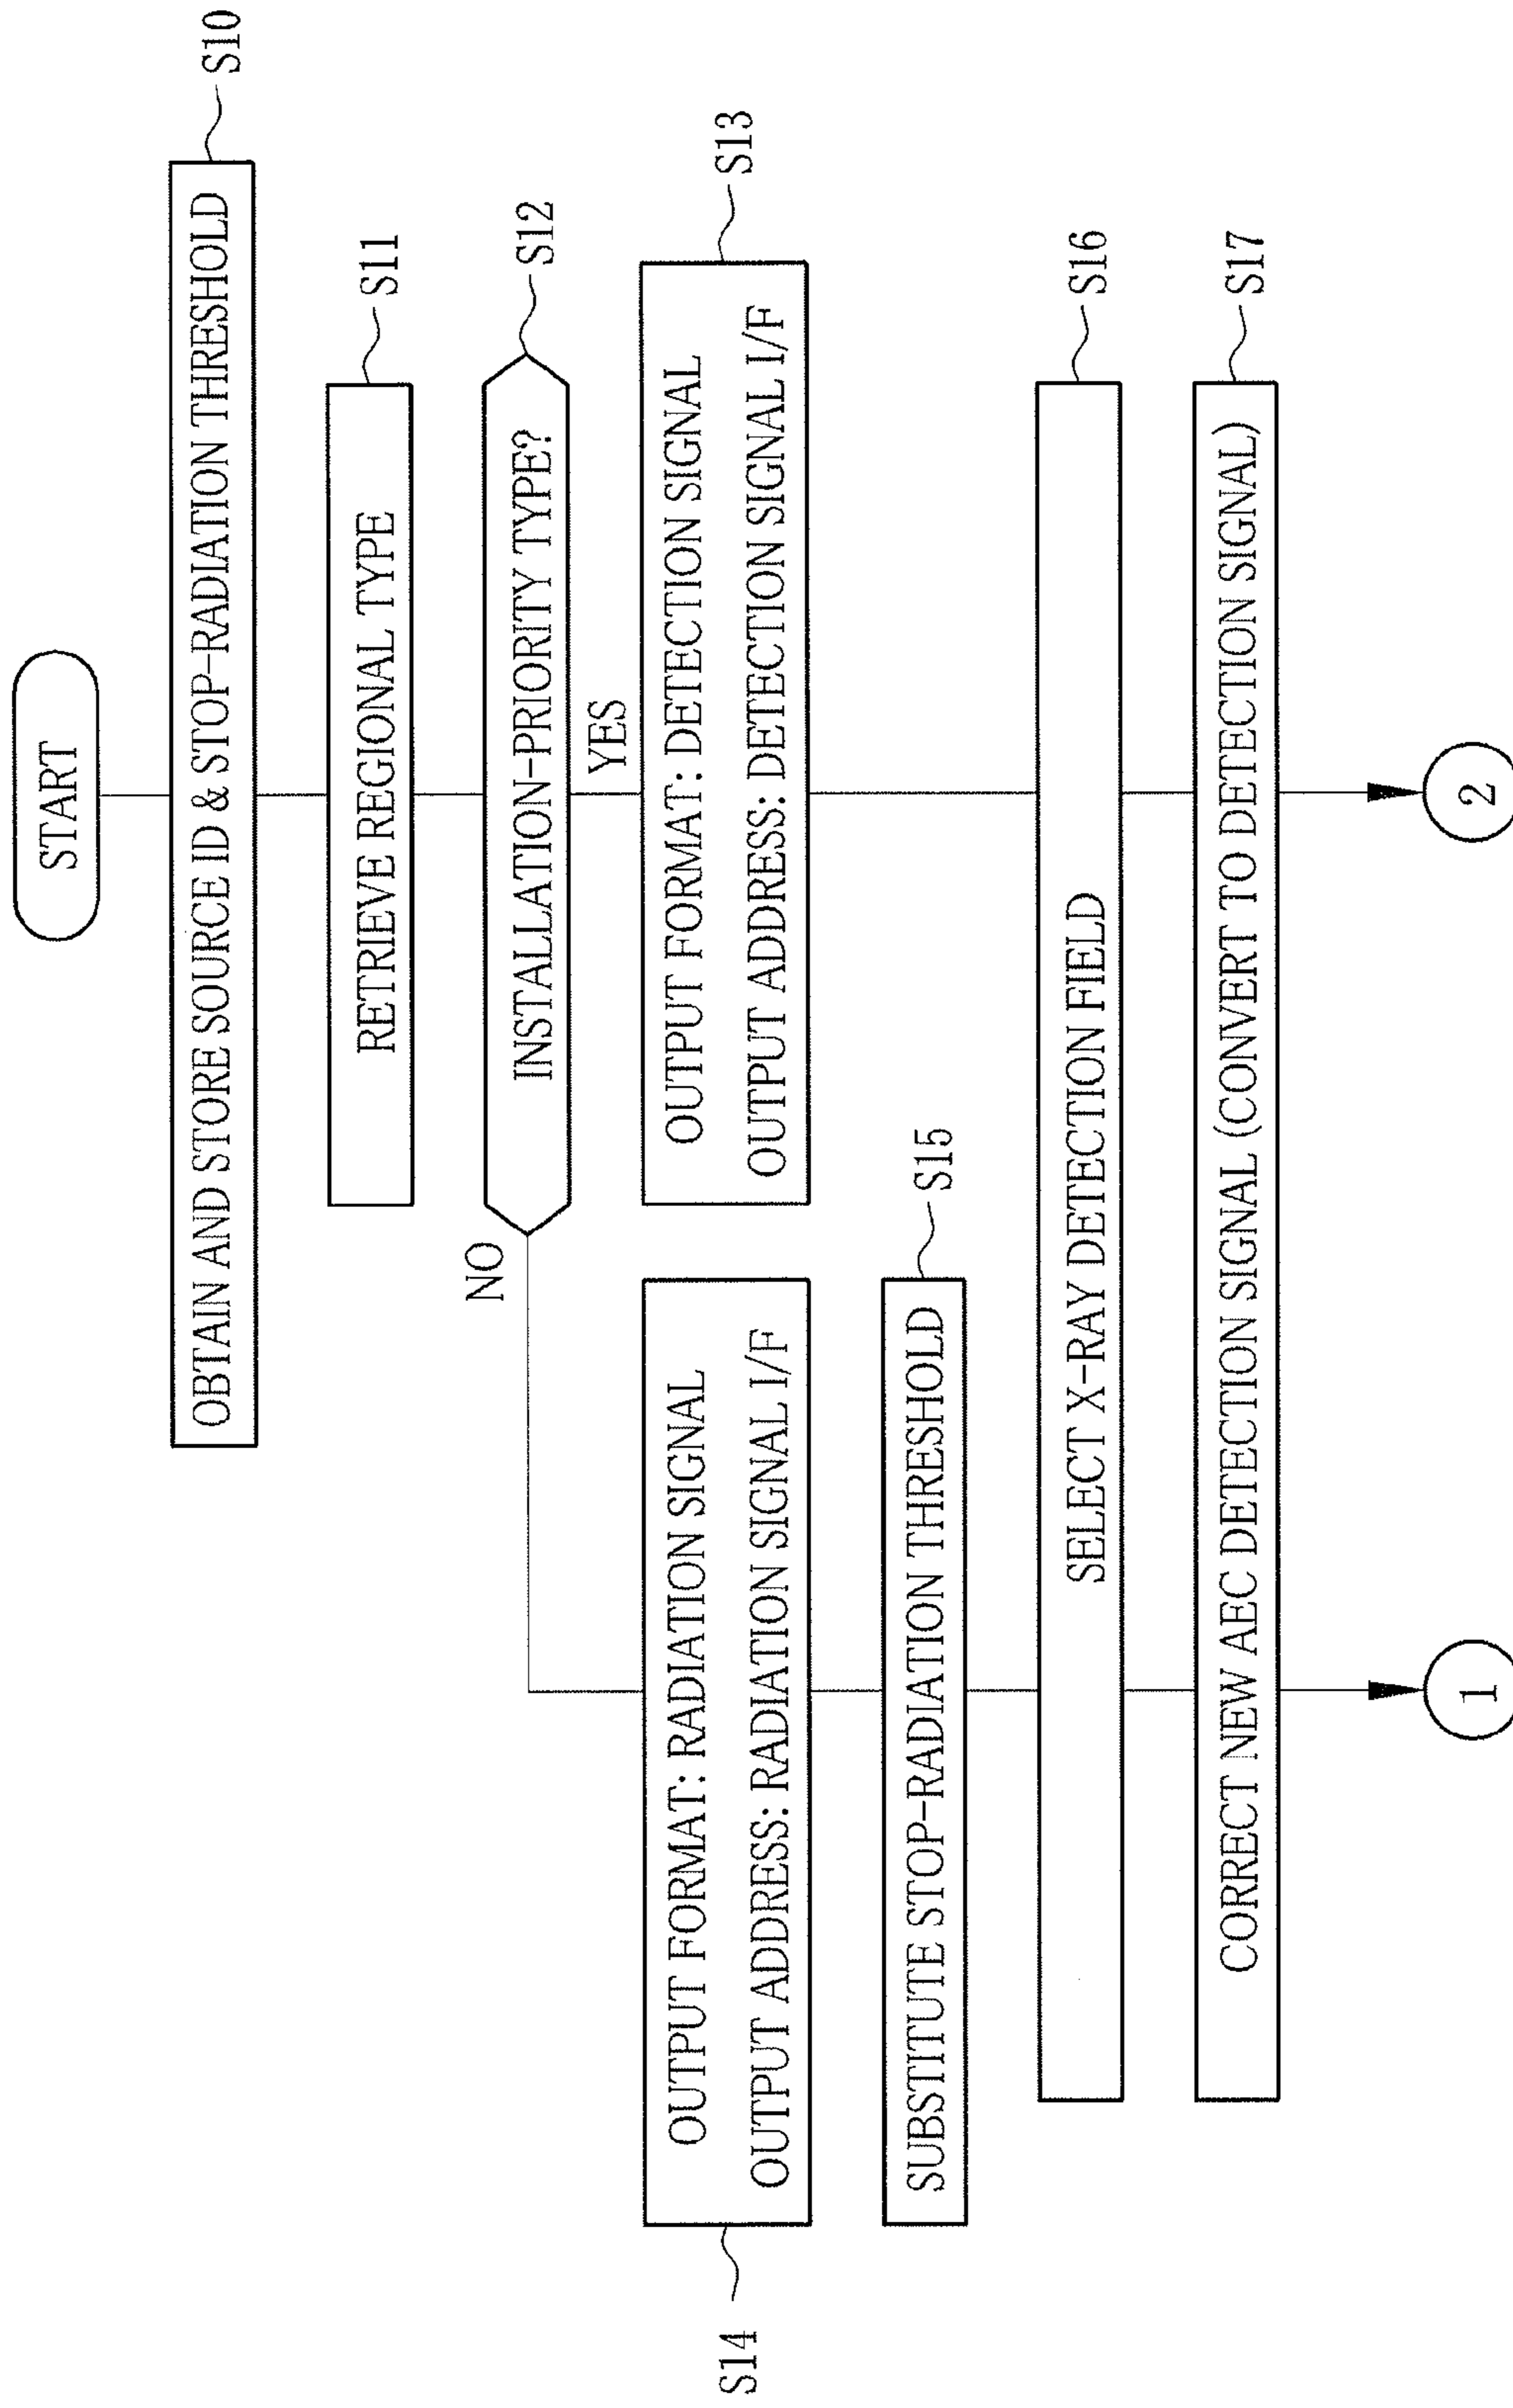 START
OBTAIN AND STORE SOURCE ID & STOP-RADIATION THRESHOLD
S10
RETRIEVE REGIONAL TYPE
S11
INSTALLATION-PRIORITY TYPE?
S12
NO
YES
OUTPUT FORMAT: DETECTION SIGNAL
OUTPUT ADDRESS: DETECTION SIGNAL I/F
S13
S14
OUTPUT FORMAT: RADIATION SIGNAL
OUTPUT ADDRESS: RADIATION SIGNAL I/F
SUBSTITUTE STOP-RADIATION THRESHOLD
S15
SELECT X-RAY DETECTION FIELD
S16
CORRECT NEW AEC DETECTION SIGNAL (CONVERT TO DETECTION SIGNAL)
S17
1
2